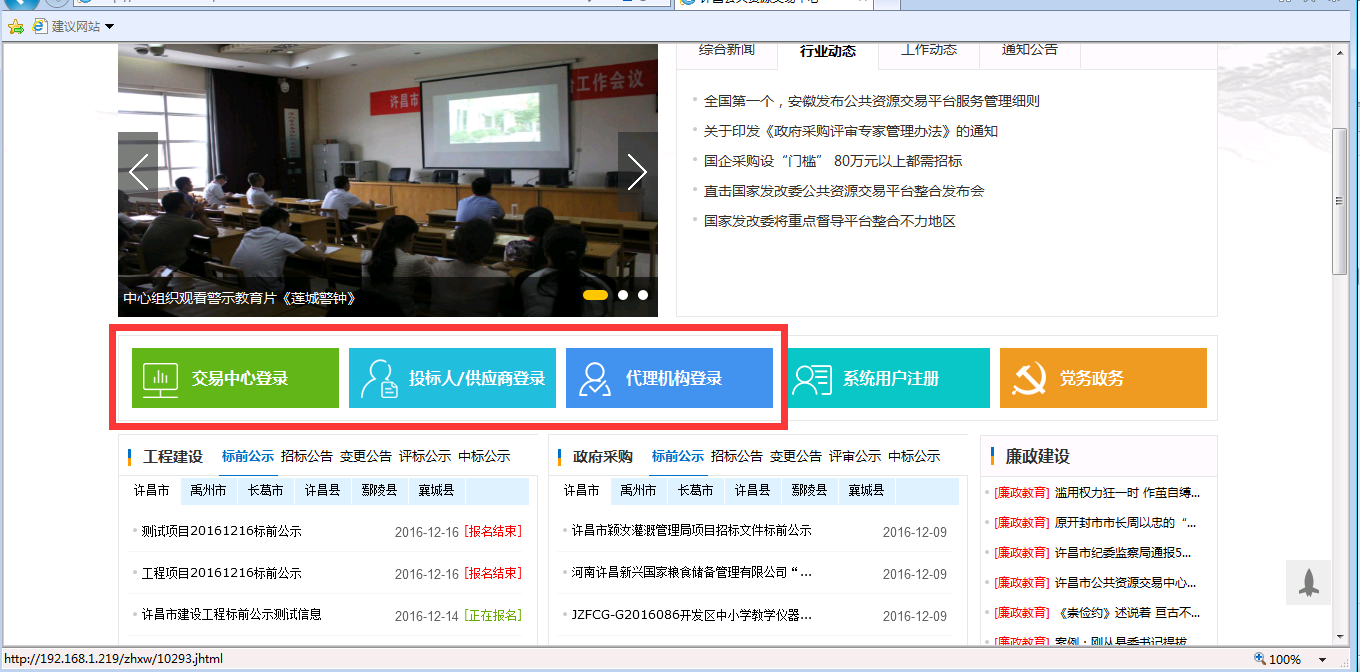 建议网站
综合新闻 行业动态 工作动态 通知公告
许昌市
工作会议
全国第一个，安徽发布公共资源交易平台服务管理细则
关于印发《政府采购评审专家管理办法》的通知
国企采购设“门槛” 80万元以上都需招标
直击国家发改委公共资源交易平台整合发布会
国家发改委将重点督导平台整合不力地区
中心组织观看警示教育片《莲城警钟》
交易中心登录 投标人/供应商登录 代理机构登录 系统用户注册 党务政务
工程建设 标前公示 招标公告 变更公告 评标公示 中标公示
许昌市 禹州市 长葛市 许昌县 鄢陵县 襄城县
测试项目20161216标前公示 2016-12-16 [报名结束]
工程项目20161216标前公示 2016-12-16 [报名结束]
许昌市建设工程标前公示测试信息 2016-12-14 [正在报名]
政府采购 标前公示 招标公告 变更公告 评审公示 中标公示
许昌市 禹州市 长葛市 许昌县 鄢陵县 襄城县
许昌市颍汝灌溉管理局项目招标文件标前公示 2016-12-09
河南许昌新兴国家粮食储备管理有限公司“... 2016-12-09
JZFCG-G2016086开发区中小学教学仪器... 2016-12-09
廉政建设
[廉政教育] 滥用权力狂一时 作茧自缚...
[廉政教育] 原开封市市长周以忠的“...
[廉政教育] 许昌市纪委监察局通报5...
[廉政教育] 许昌市公共资源交易中心...
[廉政教育] 《崇俭约》述说着 亘古不...
[廉政教育] 案例：刚从县委书记提拔
http://192.168.1.219/zhxw/10293.jhtml
100%